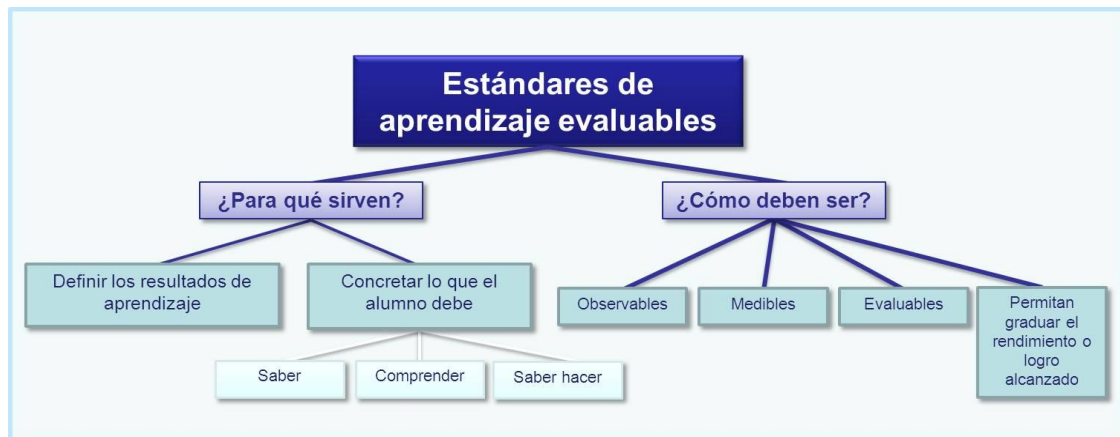 Estándares de
aprendizaje evaluables
¿Para qué sirven?
¿Cómo deben ser?
Definir los resultados de
aprendizaje
Concretar lo que el
alumno debe
Saber
Comprender
Saber hacer
Observables
Medibles
Evaluables
Permitan
graduar el
rendimiento o
logro
alcanzado